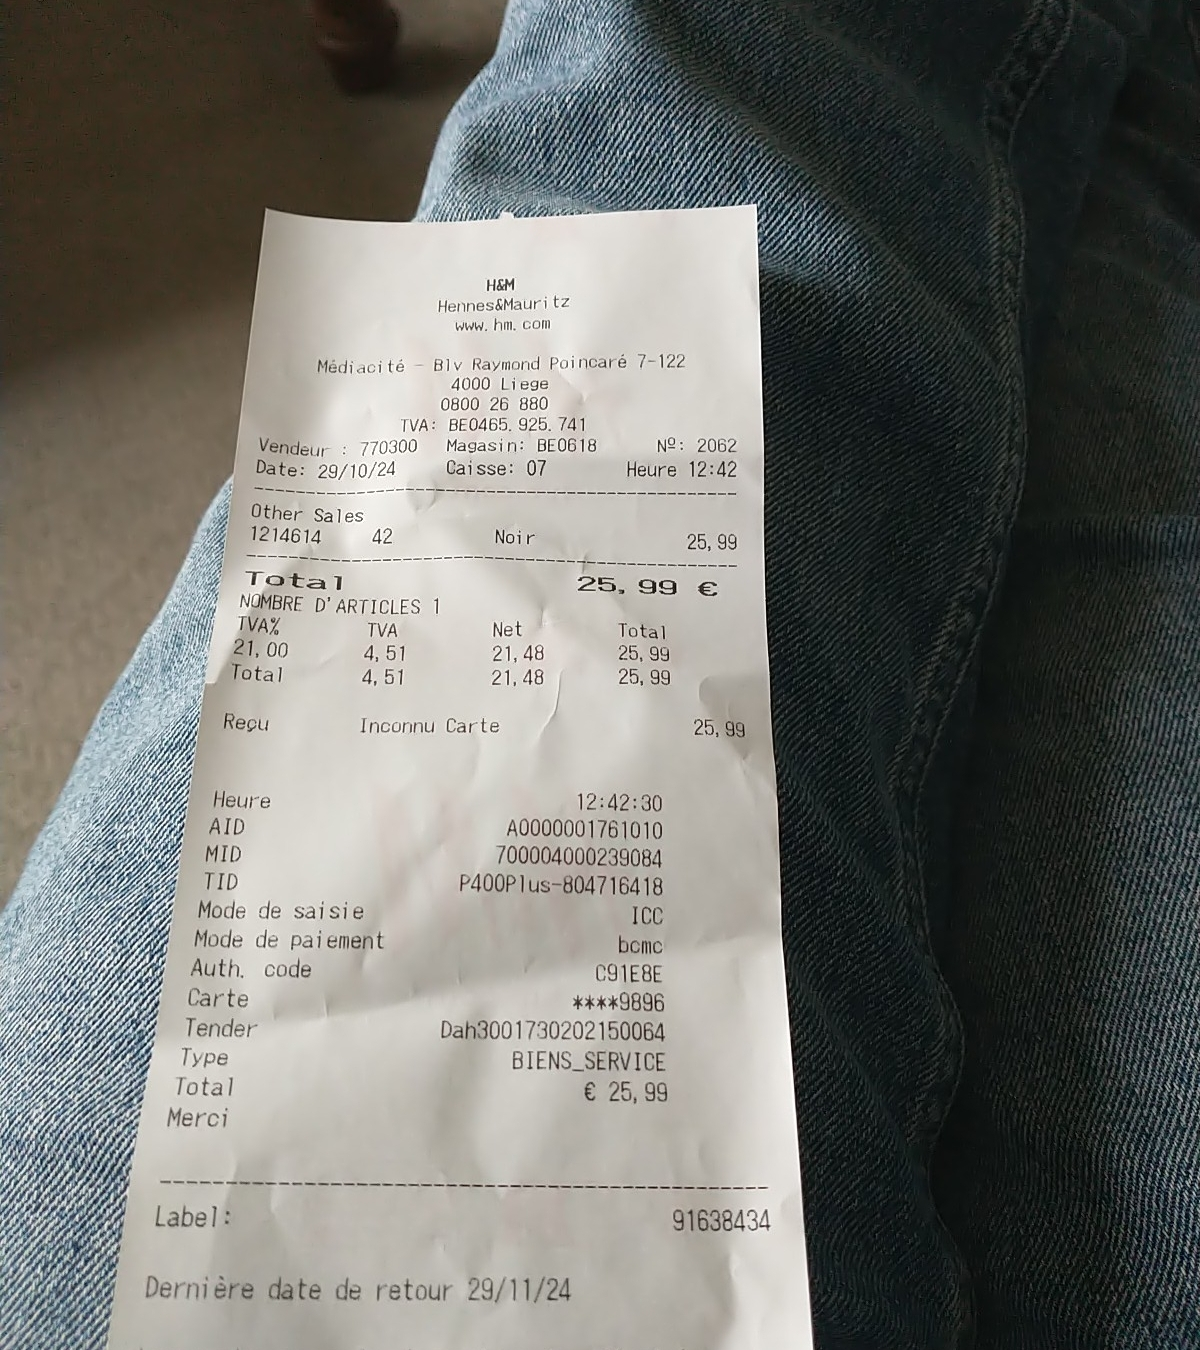 H&M
Hennes&Mauritz
www.hm.com
Médiacité - Blv Raymond Poincaré 7-122
4000 Liege
0800 26 880
TVA: BE0465.925.741
Vendeur : 770300 Magasin: BE0618 Nº: 2062
Date: 29/10/24 Caisse: 07 Heure 12:42
Other Sales
1214614 42 Noir 25,99
Total 25,99 €
NOMBRE D'ARTICLES 1
TVA% TVA Net Total
21,00 4,51 21,48 25,99
Total 4,51 21,48 25,99
Reçu Inconnu Carte 25,99
Heure 12:42:30
AID A0000001761010
MID 700004000239084
TID P400Plus-804716418
Mode de saisie ICC
Mode de paiement bcmc
Auth. code C91E8E
Carte ****9896
Tender Dah3001730202150064
Type BIENS_SERVICE
Total € 25,99
Merci
Label: 91638434
Dernière date de retour 29/11/24